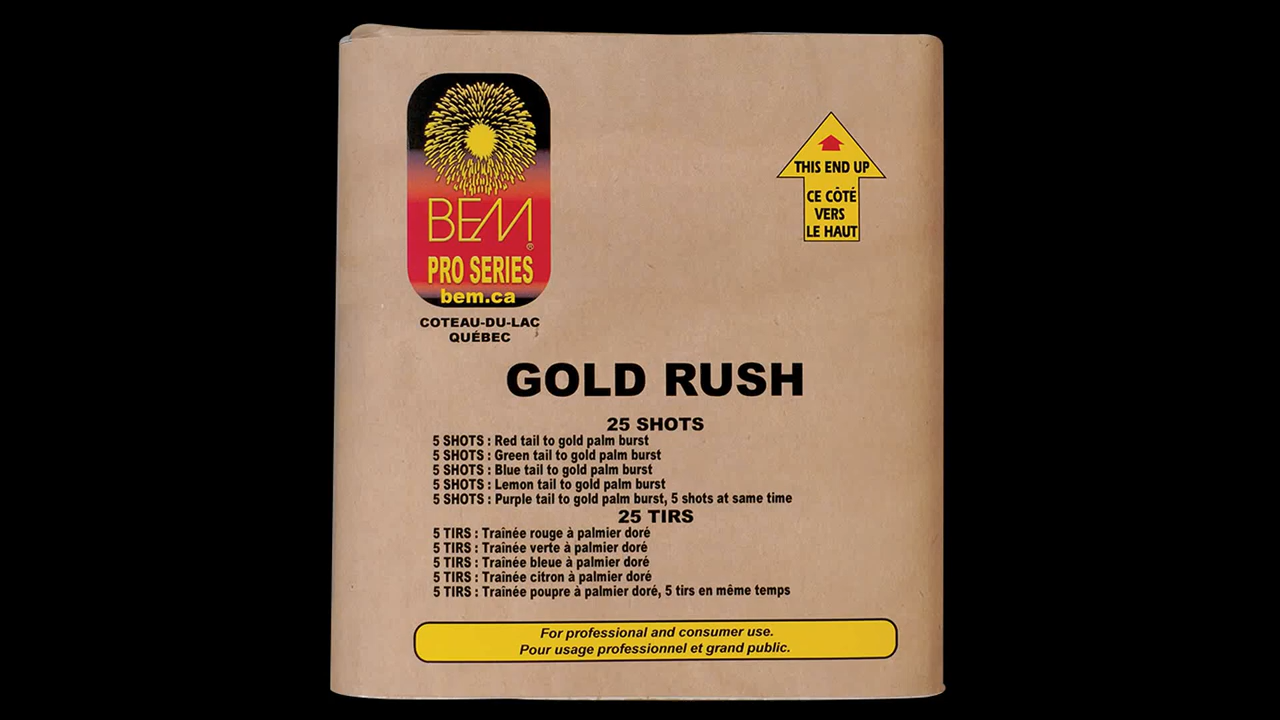 BEM®
PRO SERIES
bem.ca
COTEAU-DU-LAC
QUÉBEC
THIS END UP
CE CÔTÉ
VERS
LE HAUT
GOLD RUSH
25 SHOTS
5 SHOTS : Red tail to gold palm burst
5 SHOTS : Green tail to gold palm burst
5 SHOTS : Blue tail to gold palm burst
5 SHOTS : Lemon tail to gold palm burst
5 SHOTS : Purple tail to gold palm burst, 5 shots at same time
25 TIRS
5 TIRS : Traînée rouge à palmier doré
5 TIRS : Traînée verte à palmier doré
5 TIRS : Traînée bleue à palmier doré
5 TIRS : Traînée citron à palmier doré
5 TIRS : Traînée poupre à palmier doré, 5 tirs en même temps
For professional and consumer use.
Pour usage professionnel et grand public.